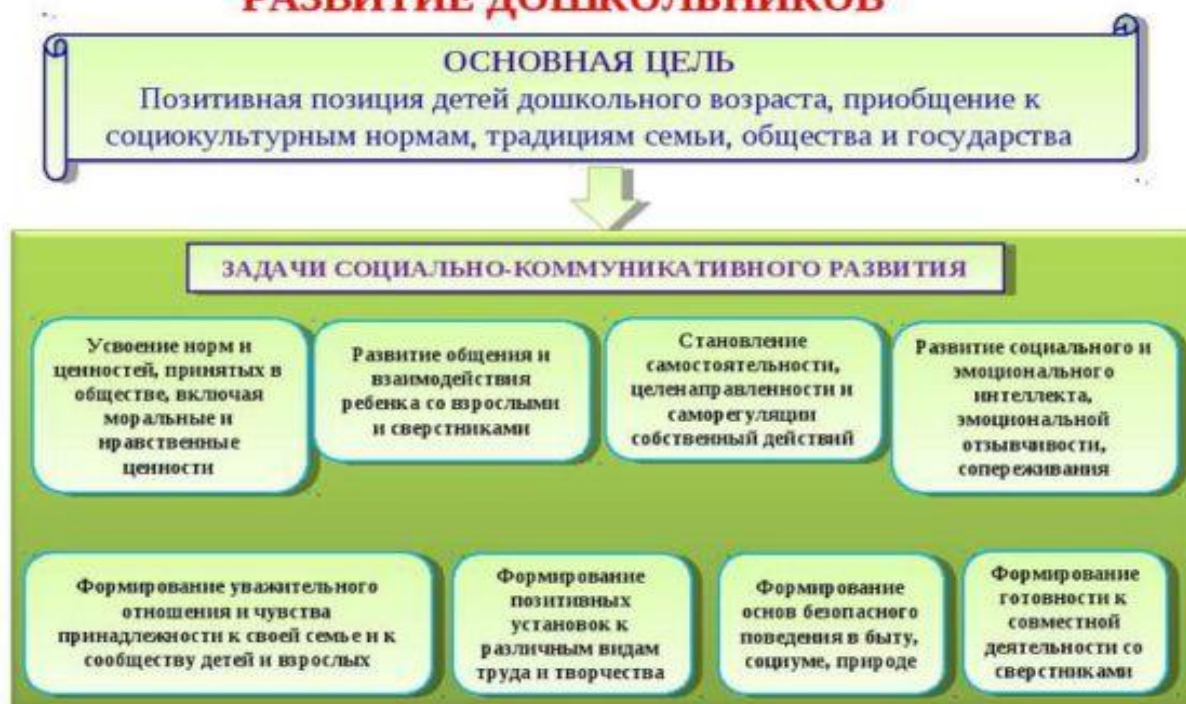 РАЗВИТИЕ ДОШКОЛЬНИКОВ
ОСНОВНАЯ ЦЕЛЬ
Позитивная позиция детей дошкольного возраста, приобщение к
социокультурным нормам, традициям семьи, общества и государства
ЗАДАЧИ СОЦИАЛЬНО-КОММУНИКАТИВНОГО РАЗВИТИЯ
Усвоение норм и
ценностей, принятых в
обществе, включая
моральные и
нравственные
ценности
Развитие общения и
взаимодействия
ребенка со взрослыми
и сверстниками
Становление
самостоятельности,
целенаправленности и
саморегуляции
собственный действий
Развитие социального и
эмоционального
интеллекта,
эмоциональной
отзывчивости,
сопереживания
Формирование уважительного
отношения и чувства
принадлежности к своей семье и к
сообществу детей и взрослых
Формирование
позитивных
установок к
различным видам
труда и творчества
Формирование
основ безопасного
поведения в быту,
социуме, природе
Формирование
готовности к
совместной
деятельности со
сверстниками